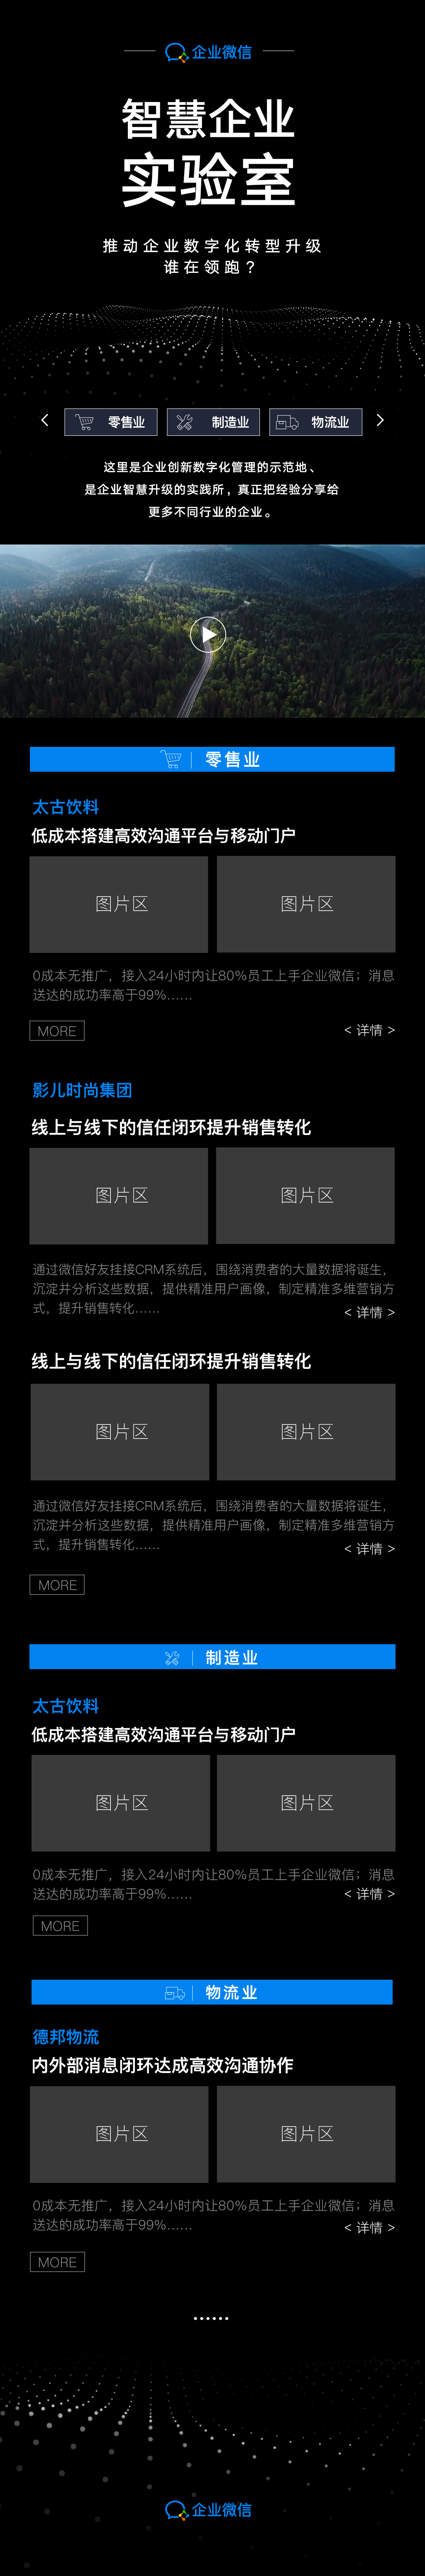 企业微信
智慧企业
实验室
推动企业数字化转型升级
谁在领跑？
零售业
制造业
物流业
这里是企业创新数字化管理的示范地、
是企业智慧升级的实践所，真正把经验分享给
更多不同行业的企业。
零售业
太古饮料
低成本搭建高效沟通平台与移动门户
图片区
图片区
0成本无推广，接入24小时内让80%员工上手企业微信；消息
送达的成功率高于99%……
MORE
< 详情 >
影儿时尚集团
线上与线下的信任闭环提升销售转化
图片区
图片区
通过微信好友挂接CRM系统后，围绕消费者的大量数据将诞生，
沉淀并分析这些数据，提供精准用户画像，制定精准多维营销方
式，提升销售转化……
< 详情 >
线上与线下的信任闭环提升销售转化
图片区
图片区
通过微信好友挂接CRM系统后，围绕消费者的大量数据将诞生，
沉淀并分析这些数据，提供精准用户画像，制定精准多维营销方
式，提升销售转化……
< 详情 >
MORE
制造业
太古饮料
低成本搭建高效沟通平台与移动门户
图片区
图片区
0成本无推广，接入24小时内让80%员工上手企业微信；消息
送达的成功率高于99%……
< 详情 >
MORE
物流业
德邦物流
内外部消息闭环达成高效沟通协作
图片区
图片区
0成本无推广，接入24小时内让80%员工上手企业微信；消息
送达的成功率高于99%……
< 详情 >
MORE
……
企业微信